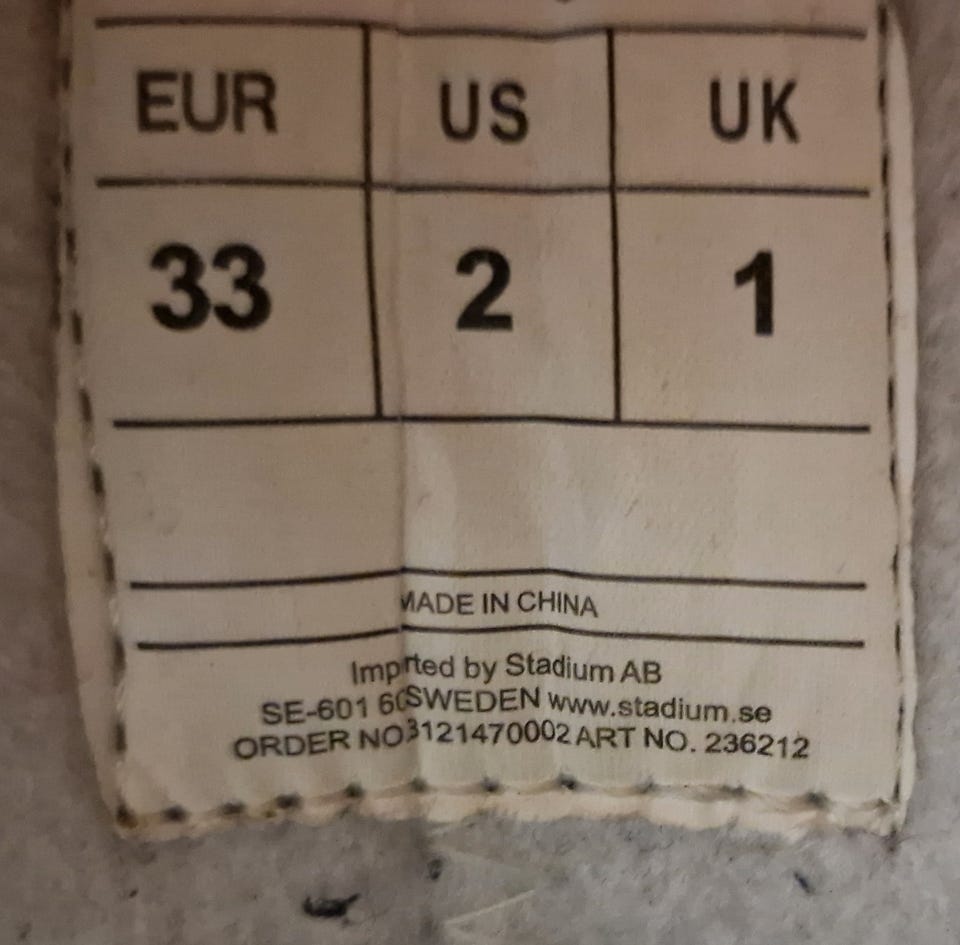 EUR US UK
33 2 1
MADE IN CHINA
Imported by Stadium AB
SE-601 60 SWEDEN www.stadium.se
ORDER NO 3121470002 ART NO. 236212